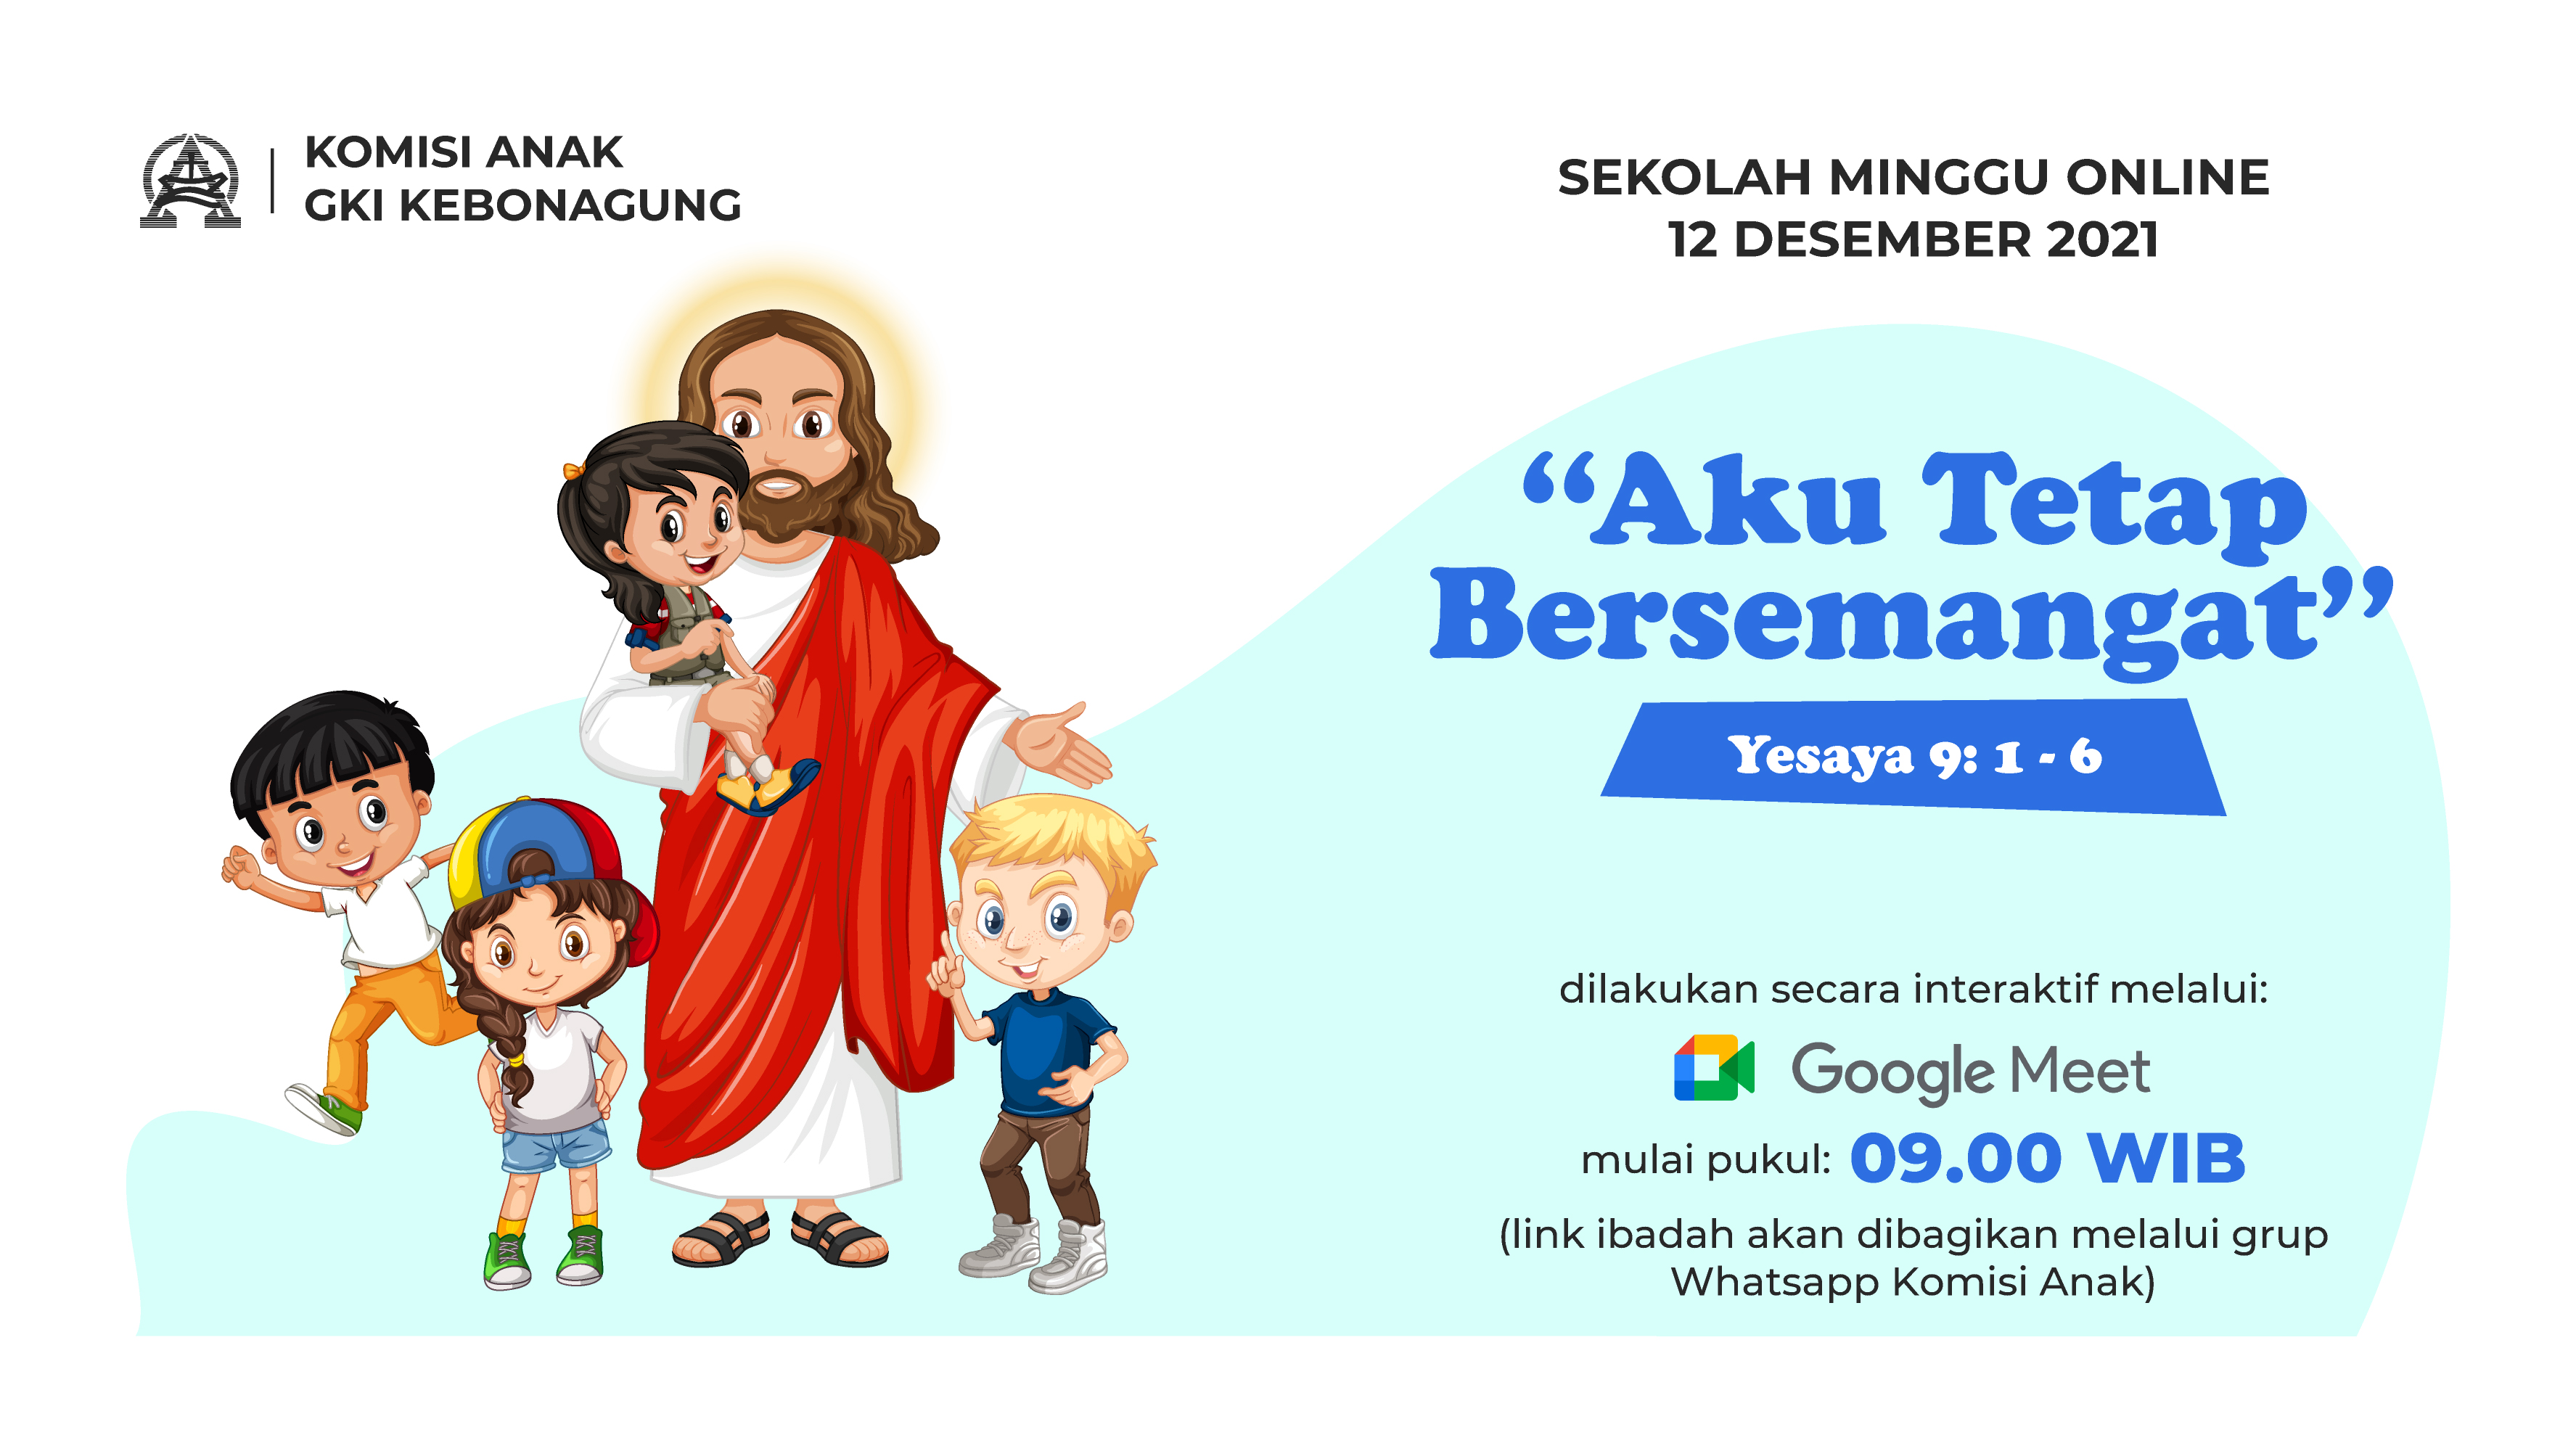 KOMISI ANAK
GKI KEBONAGUNG
SEKOLAH MINGGU ONLINE
12 DESEMBER 2021
“Aku Tetap
Bersemangat”
Yesaya 9: 1 - 6
dilakukan secara interaktif melalui:
Google Meet
mulai pukul: 09.00 WIB
(link ibadah akan dibagikan melalui grup
Whatsapp Komisi Anak)